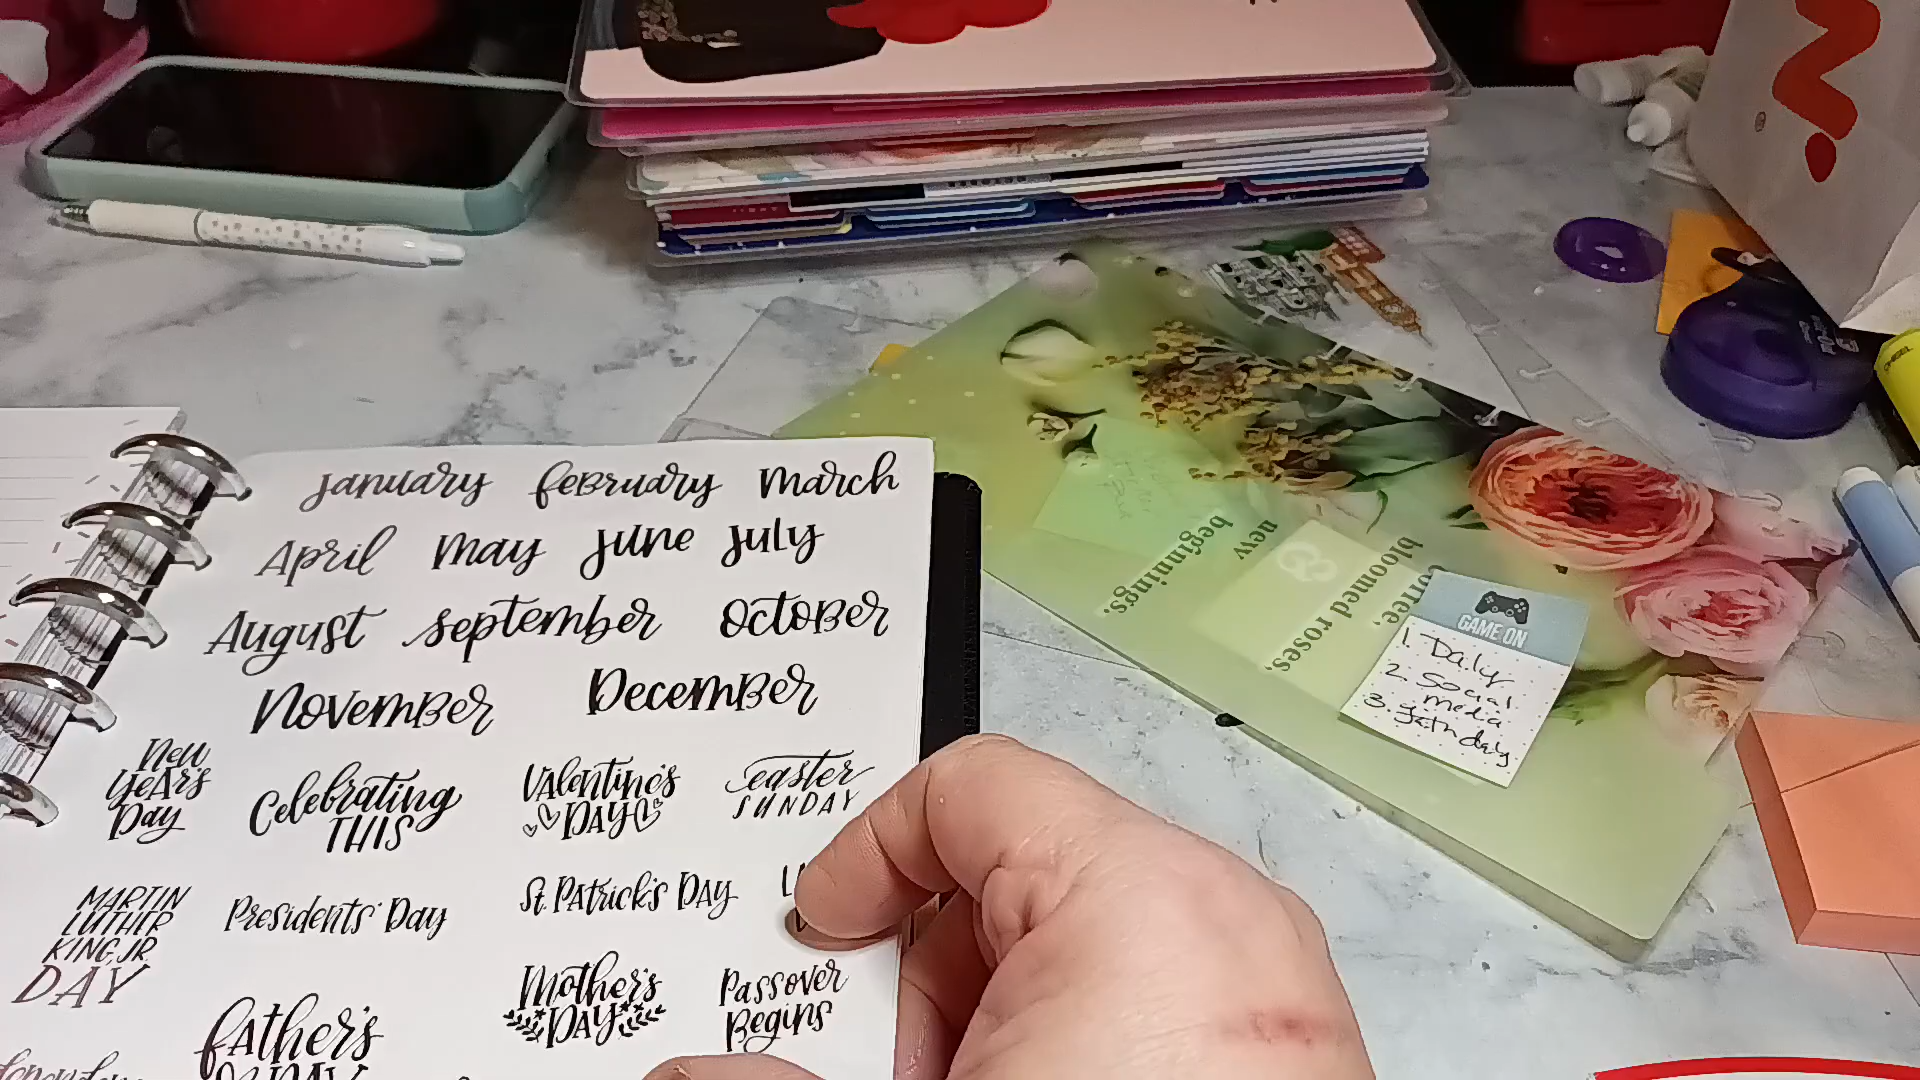 January February March
April May June July
August September October
November December
New Year's Day
Celebrating THIS
Valentine's DAY
easter SUNDAY
MARTIN LUTHER KING, JR. DAY
Presidents' Day
St. Patrick's DAY
Mother's DAY
Passover Begins
father's DAY
new beginnings.
bloomed roses,
coffee,
GAME ON
1. Daily
2. Social media
3.